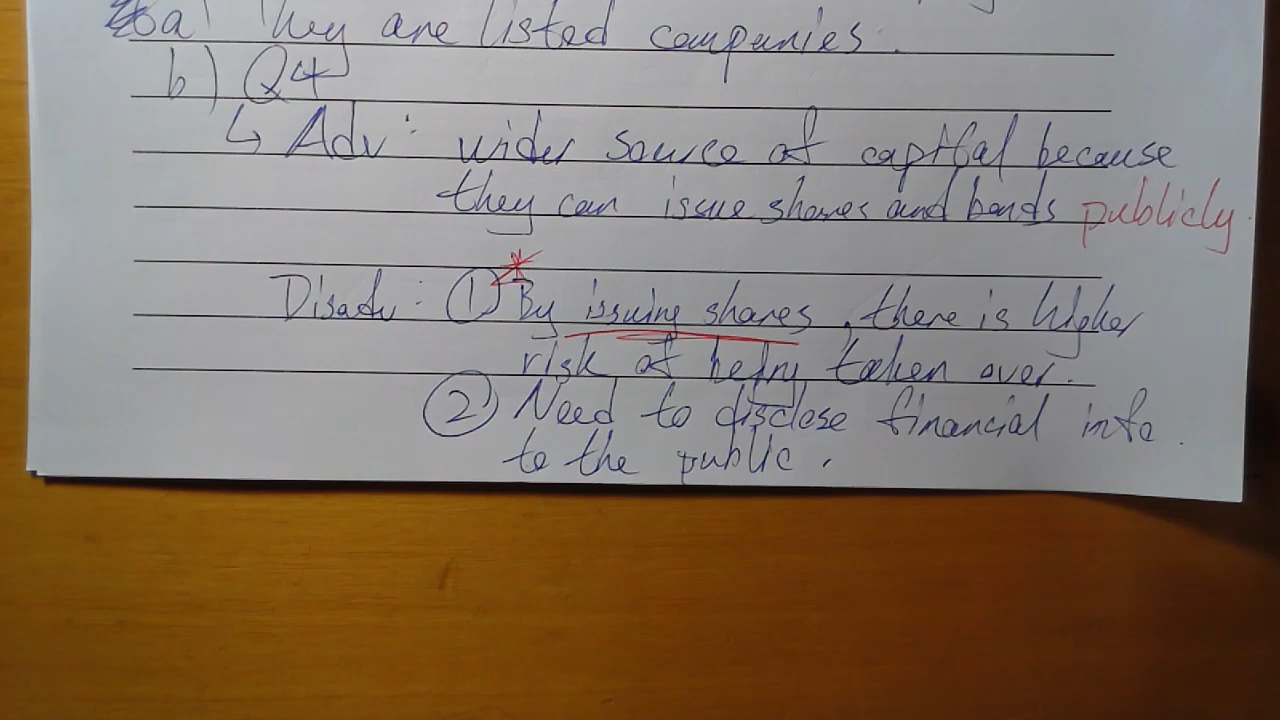 6a) They are listed companies.
b) Q4
↳ Adv: wider source of capital because
they can issue shares and bonds publicly.
Disadv: ① * By issuing shares, there is higher
risk of being taken over.
② Need to disclose financial info.
to the public.